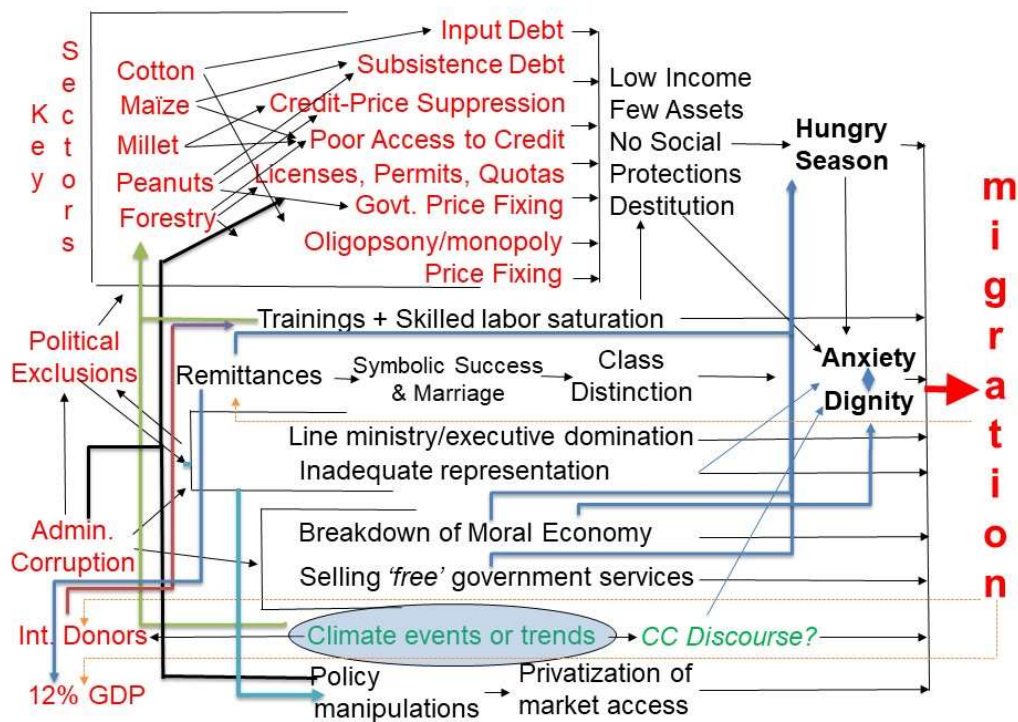 Key
Sectors
Cotton
Maïze
Millet
Peanuts
Forestry
Input Debt
Subsistence Debt
Credit-Price Suppression
Poor Access to Credit
Licenses, Permits, Quotas
Govt. Price Fixing
Oligopsony/monopoly
Price Fixing
Low Income
Few Assets
No Social
Protections
Destitution
Hungry
Season
Political
Exclusions
Trainings + Skilled labor saturation
Remittances
Symbolic Success
& Marriage
Class
Distinction
Anxiety
Dignity
Line ministry/executive domination
Inadequate representation
Admin.
Corruption
Breakdown of Moral Economy
Selling ‘free’ government services
Int. Donors
Climate events or trends
CC Discourse?
12% GDP
Policy
manipulations
Privatization of
market access
migration